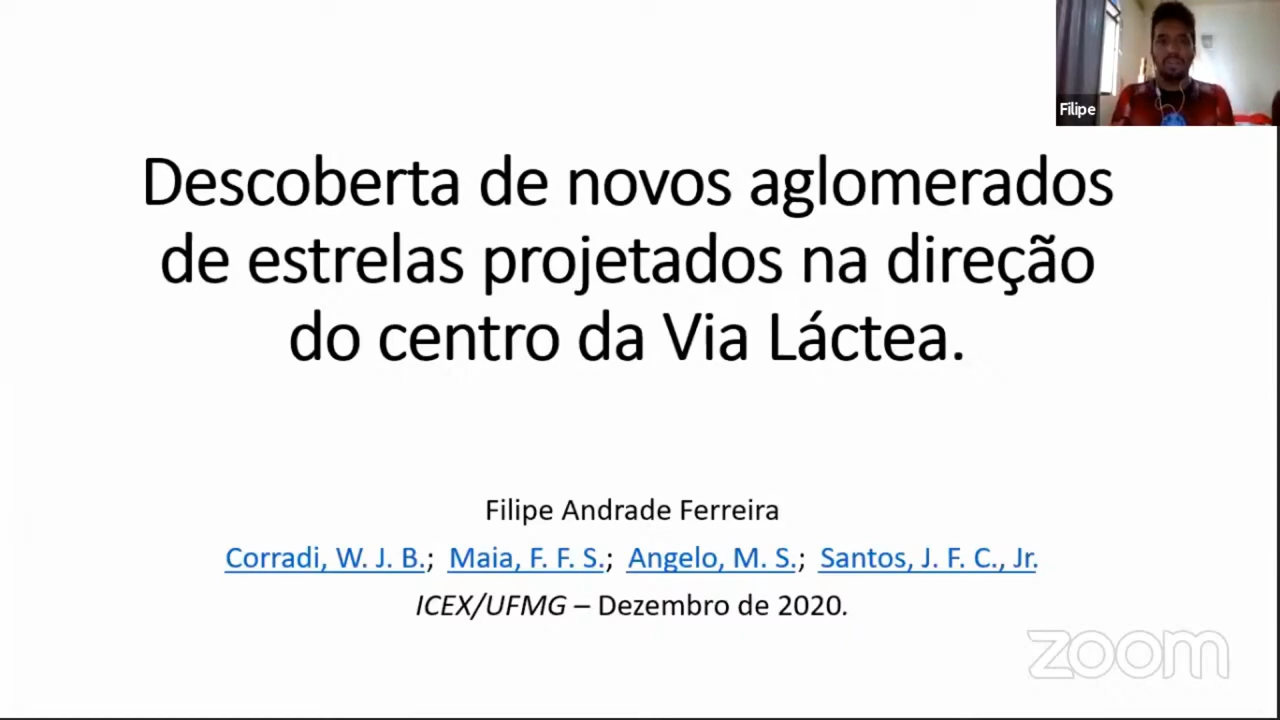 Filipe
Descoberta de novos aglomerados
de estrelas projetados na direção
do centro da Via Láctea.
Filipe Andrade Ferreira
Corradi, W. J. B.; Maia, F. F. S.; Angelo, M. S.; Santos, J. F. C., Jr.
ICEX/UFMG – Dezembro de 2020.
zoom